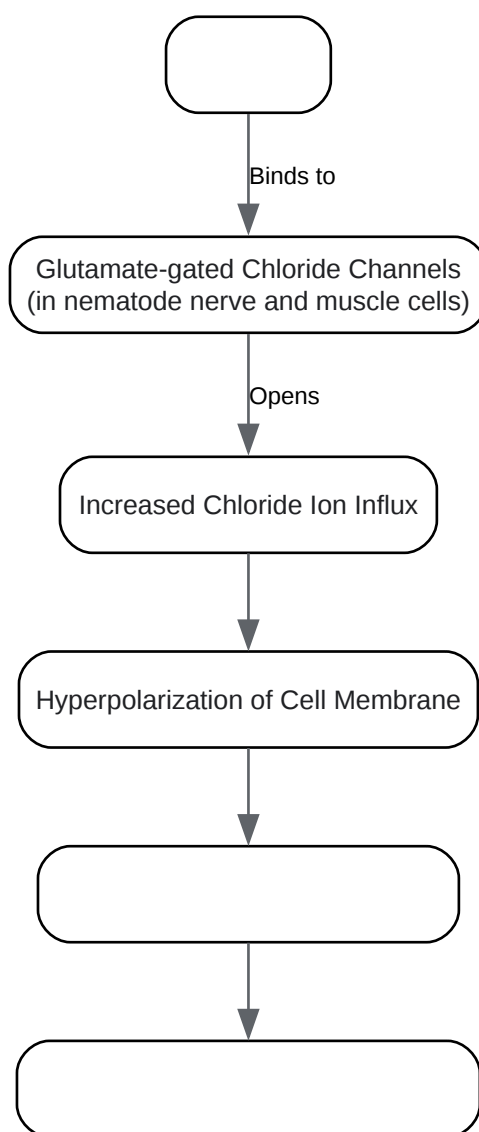 Binds to
Glutamate-gated Chloride Channels
(in nematode nerve and muscle cells)
Opens
Increased Chloride Ion Influx
Hyperpolarization of Cell Membrane